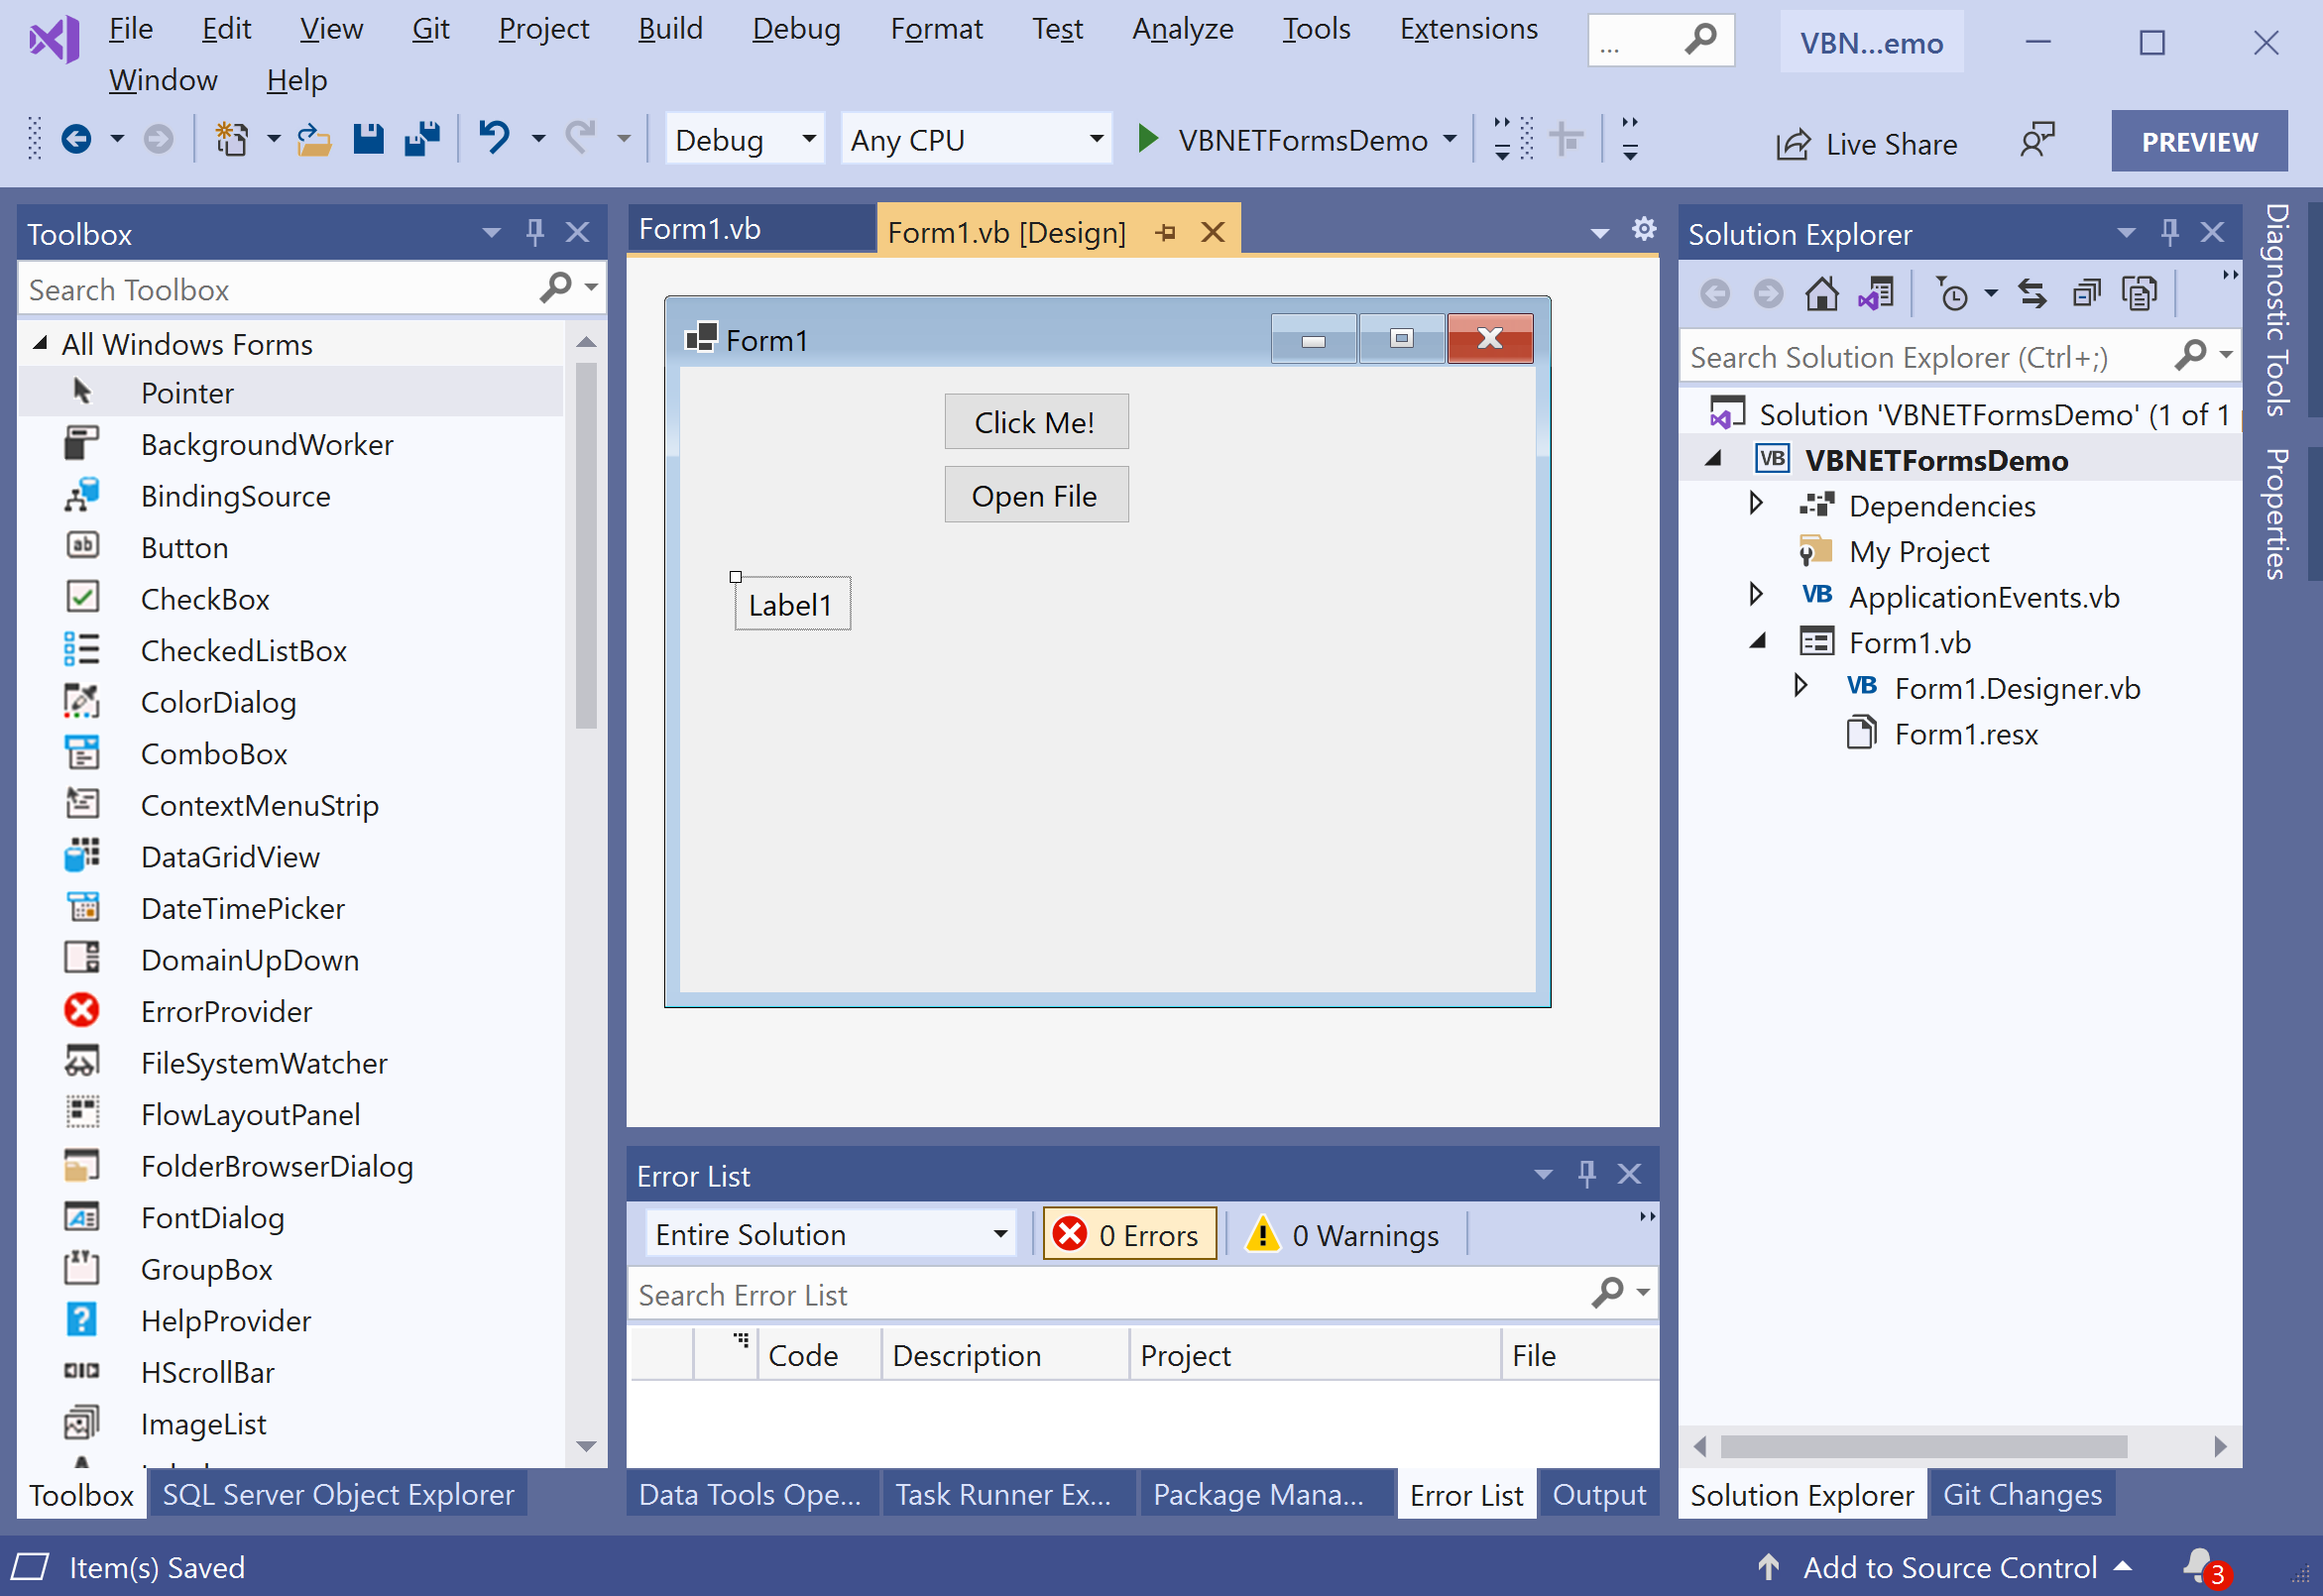 File Edit View Git Project Build Debug Format Test Analyze Tools Extensions ... VBN...emo
Window Help
Debug Any CPU VBNETFormsDemo Live Share PREVIEW
Toolbox
Search Toolbox
All Windows Forms
Pointer
BackgroundWorker
BindingSource
ab Button
CheckBox
CheckedListBox
ColorDialog
ComboBox
ContextMenuStrip
DataGridView
DateTimePicker
DomainUpDown
ErrorProvider
FileSystemWatcher
FlowLayoutPanel
FolderBrowserDialog
FontDialog
GroupBox
HelpProvider
HScrollBar
ImageList
Toolbox SQL Server Object Explorer
Form1.vb Form1.vb [Design]
Form1
Click Me!
Open File
Label1
Error List
Entire Solution 0 Errors 0 Warnings
Search Error List
Code Description Project File
Data Tools Ope... Task Runner Ex... Package Mana... Error List Output
Solution Explorer
Search Solution Explorer (Ctrl+;)
Solution 'VBNETFormsDemo' (1 of 1
VB VBNETFormsDemo
Dependencies
My Project
VB ApplicationEvents.vb
Form1.vb
VB Form1.Designer.vb
Form1.resx
Solution Explorer Git Changes
Diagnostic Tools
Properties
Item(s) Saved Add to Source Control 3